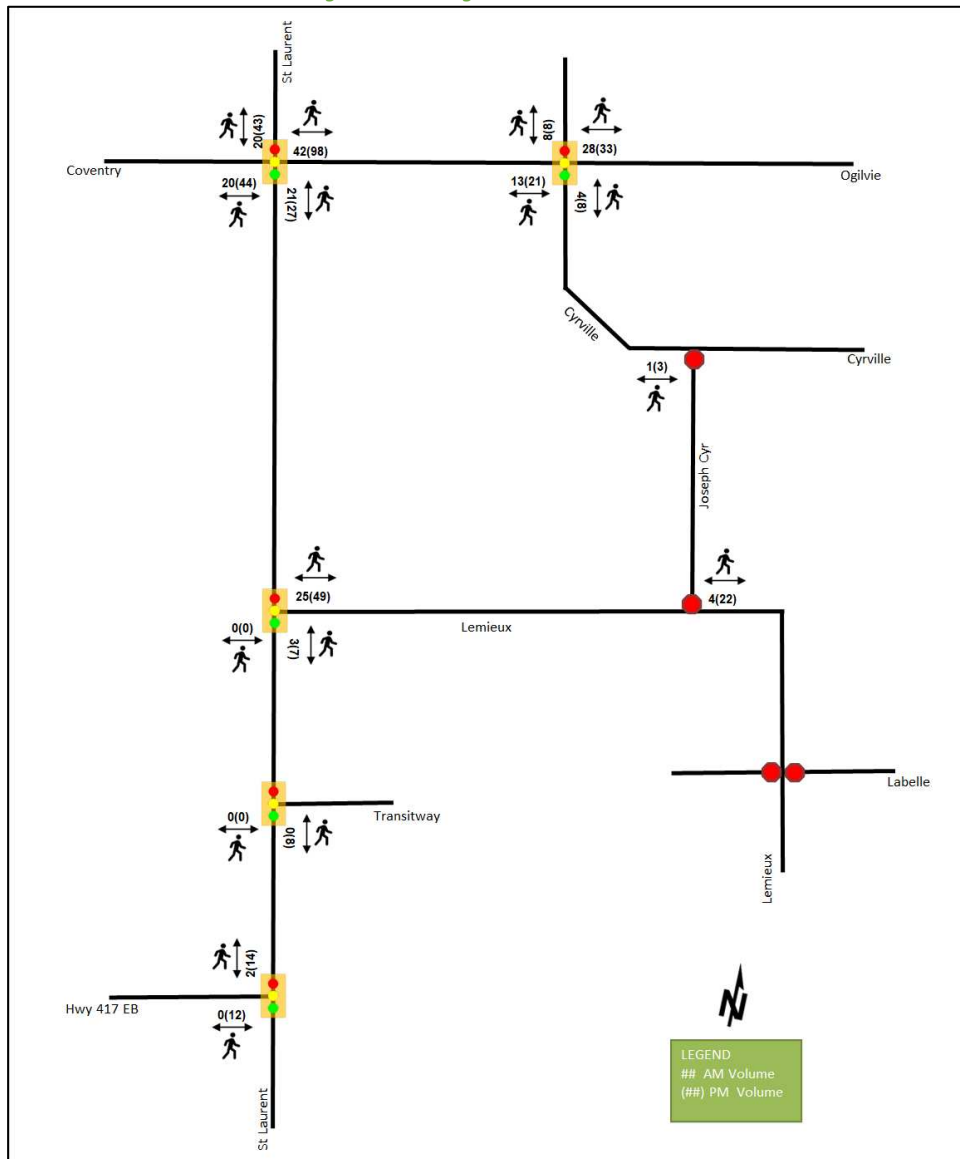 St Laurent
20(43)
42(98)
8(8)
28(33)
Coventry
Ogilvie
20(44)
21(27)
13(21)
4(8)
Cyrville
Cyrville
1(3)
Joseph Cyr
25(49)
4(22)
Lemieux
0(0)
3(7)
Labelle
Transitway
0(0)
0(8)
Lemieux
2(14)
Hwy 417 EB
0(12)
N
LEGEND
## AM Volume
(##) PM Volume
St Laurent